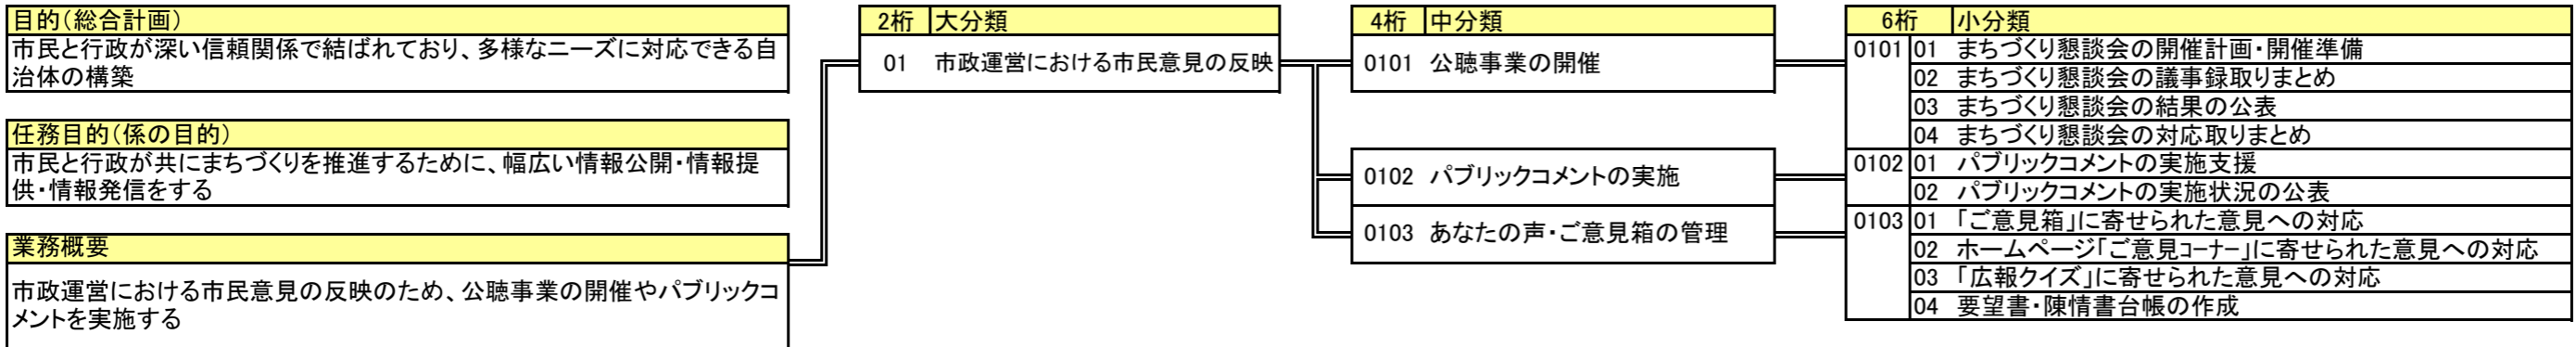 目的(総合計画)
市民と行政が深い信頼関係で結ばれており、多様なニーズに対応できる自
治体の構築
任務目的(係の目的)
市民と行政が共にまちづくりを推進するために、幅広い情報公開・情報提
供・情報発信をする
業務概要
市政運営における市民意見の反映のため、公聴事業の開催やパブリックコ
メントを実施する
2桁 大分類
01 市政運営における市民意見の反映
4桁 中分類
0101 公聴事業の開催
0102 パブリックコメントの実施
0103 あなたの声・ご意見箱の管理
6桁 小分類
0101 01 まちづくり懇談会の開催計画・開催準備
02 まちづくり懇談会の議事録取りまとめ
03 まちづくり懇談会の結果の公表
04 まちづくり懇談会の対応取りまとめ
0102 01 パブリックコメントの実施支援
02 パブリックコメントの実施状況の公表
0103 01 「ご意見箱」に寄せられた意見への対応
02 ホームページ「ご意見コーナー」に寄せられた意見への対応
03 「広報クイズ」に寄せられた意見への対応
04 要望書・陳情書台帳の作成